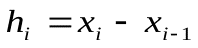 h_i = x_i - x_{i-1}